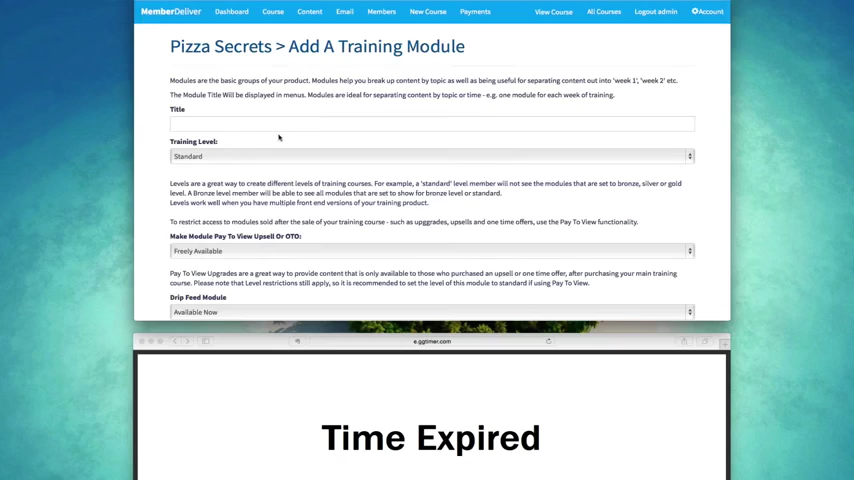 MemberDeliver Dashboard Course Content Email Members New Course Payments View Course All Courses Logout admin Account
Pizza Secrets > Add A Training Module
Modules are the basic groups of your product. Modules help you break up content by topic as well as being useful for separating content out into 'week 1', 'week 2' etc.
The Module Title Will be displayed in menus. Modules are ideal for separating content by topic or time - e.g. one module for each week of training.
Title
Training Level:
Standard
Levels are a great way to create different levels of training courses. For example, a 'standard' level member will not see the modules that are set to bronze, silver or gold
level. A Bronze level member will be able to see all modules that are set to show for bronze level or standard.
Levels work well when you have multiple front end versions of your training product.
To restrict access to modules sold after the sale of your training course - such as upggrades, upsells and one time offers, use the Pay To View functionality.
Make Module Pay To View Upsell Or OTO:
Freely Available
Pay To View Upgrades are a great way to provide content that is only available to those who purchased an upsell or one time offer, after purchasing your main training
course. Please note that Level restrictions still apply, so it is recommended to set the level of this module to standard if using Pay To View.
Drip Feed Module
Available Now
e.ggtimer.com
Time Expired